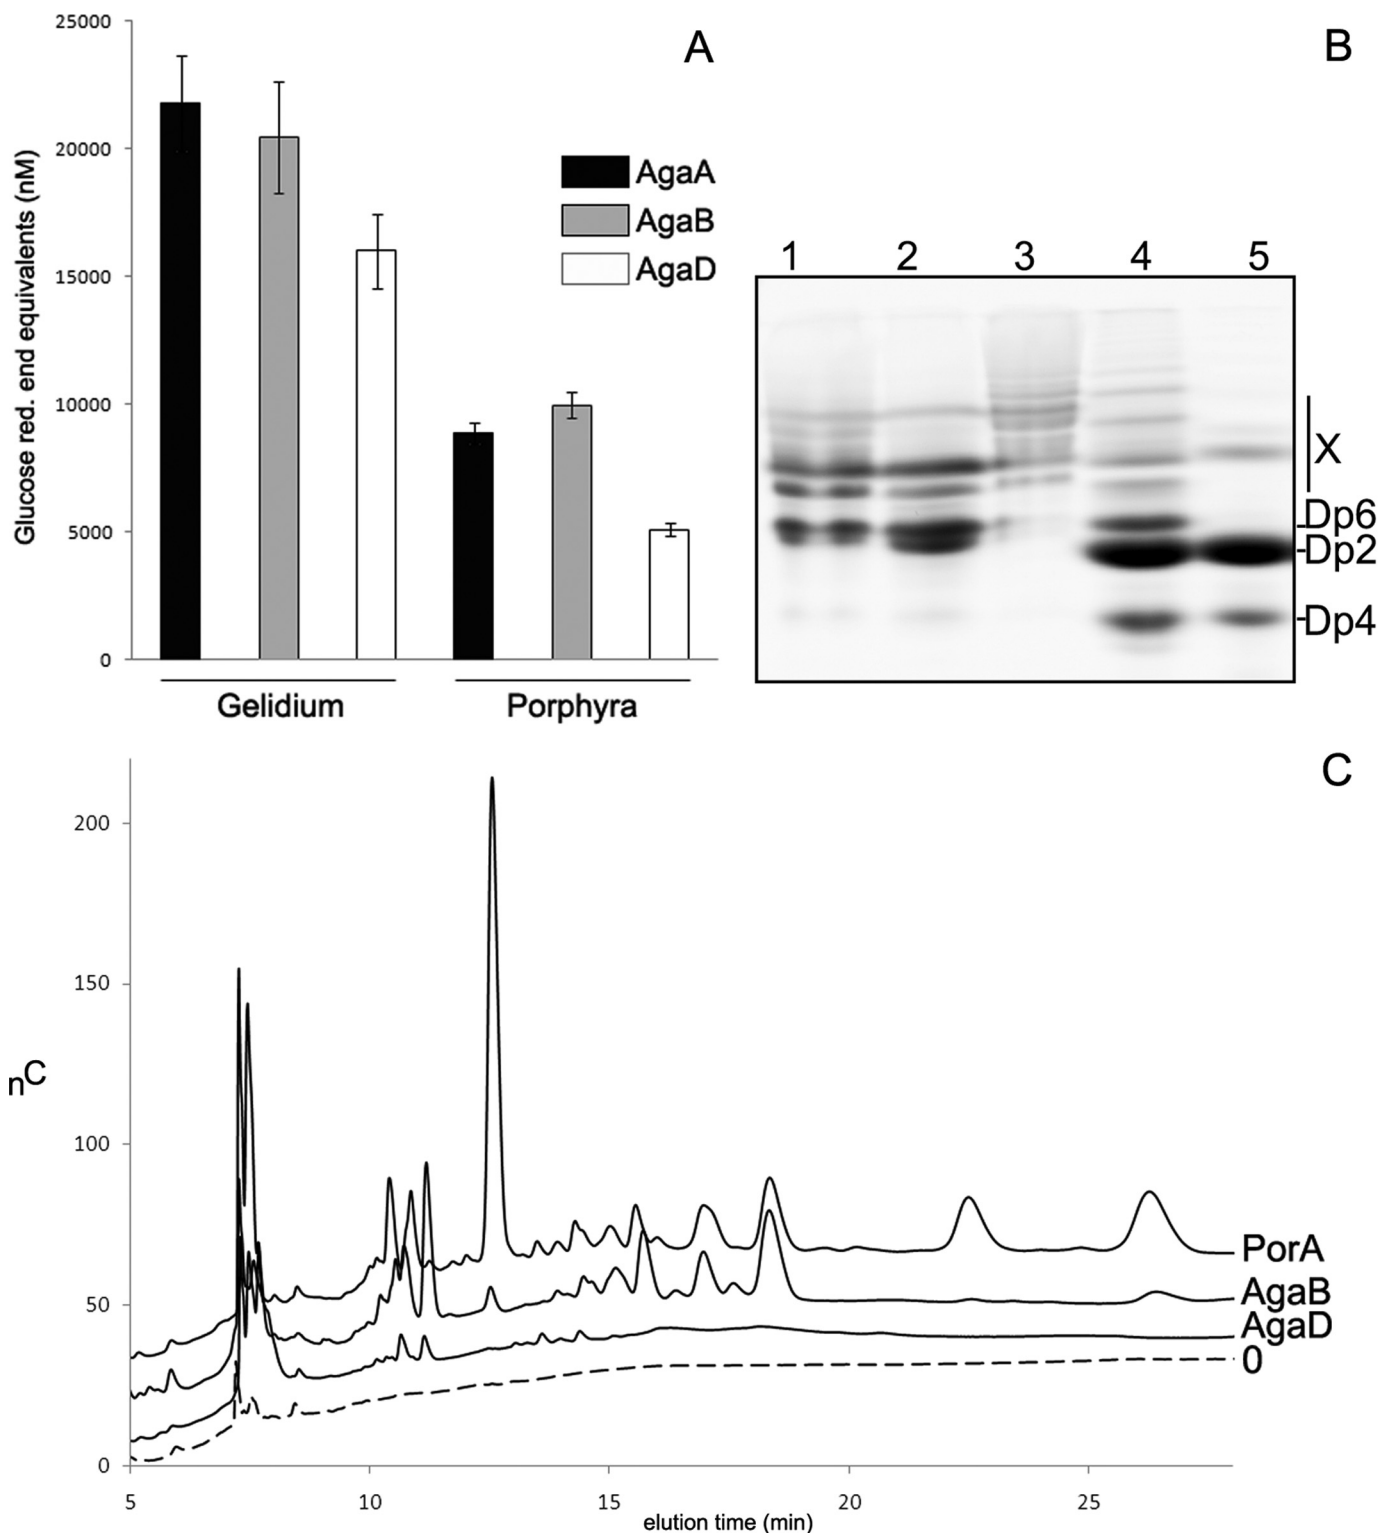 A
25000
20000
15000
10000
5000
0
Glucose red. end equivalents (nM)
AgaA
AgaB
AgaD
Gelidium Porphyra
B
1 2 3 4 5
X
Dp6
Dp2
Dp4
C
200
150
100
50
0
nC
PorA
AgaB
AgaD
0
5 10 15 20 25
elution time (min)